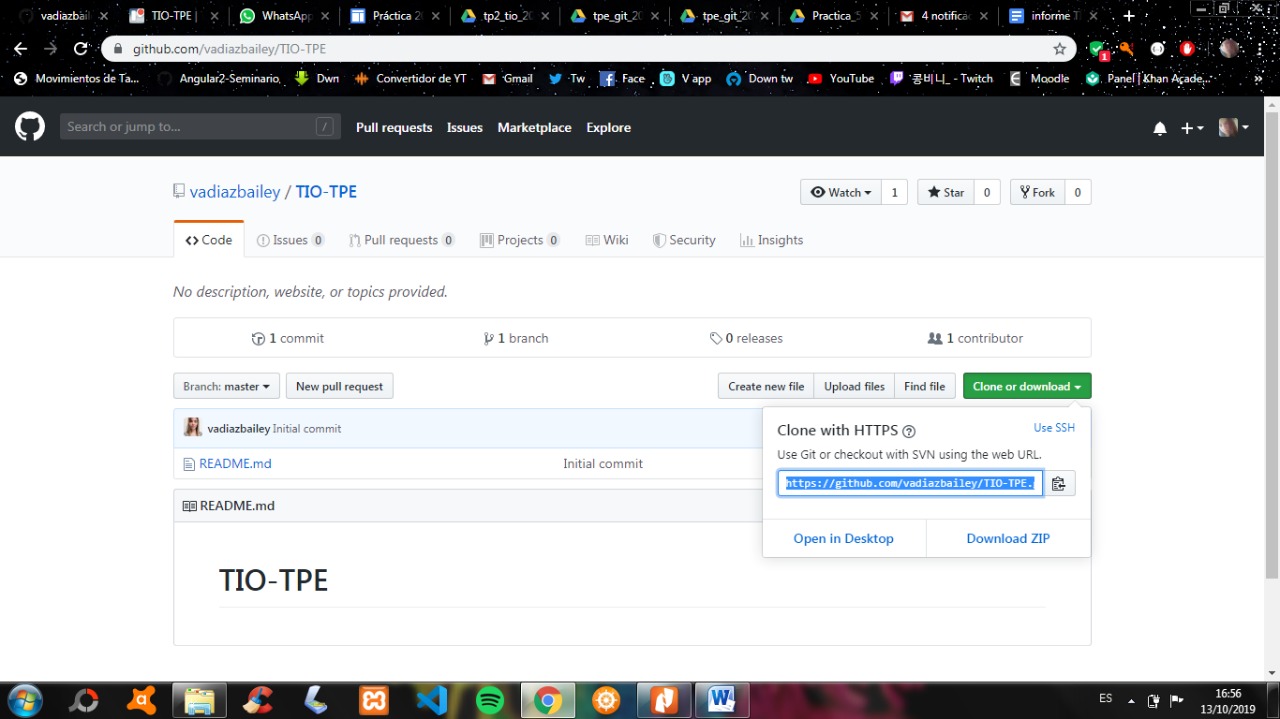 vadiazbailey TIO-TPE | WhatsApp Práctica 2 tp2_tio_20 tpe_git_20 tpe_git_2 Practica_5 4 notificac informe T
github.com/vadiazbailey/TIO-TPE
1
Movimientos de Ta... Angular2-Seminario, Dwn Convertidor de YT Gmail Tw Face V app Down tw YouTube 콩비니_ - Twitch Moodle Panel | Khan Acade... »
Search or jump to... / Pull requests Issues Marketplace Explore
vadiazbailey / TIO-TPE Watch 1 Star 0 Fork 0
Code Issues 0 Pull requests 0 Projects 0 Wiki Security Insights
No description, website, or topics provided.
1 commit 1 branch 0 releases 1 contributor
Branch: master New pull request Create new file Upload files Find file Clone or download
vadiazbailey Initial commit
README.md Initial commit
README.md
TIO-TPE
Clone with HTTPS Use SSH
Use Git or checkout with SVN using the web URL.
https://github.com/vadiazbailey/TIO-TPE.
Open in Desktop Download ZIP
ES 16:56
13/10/2019